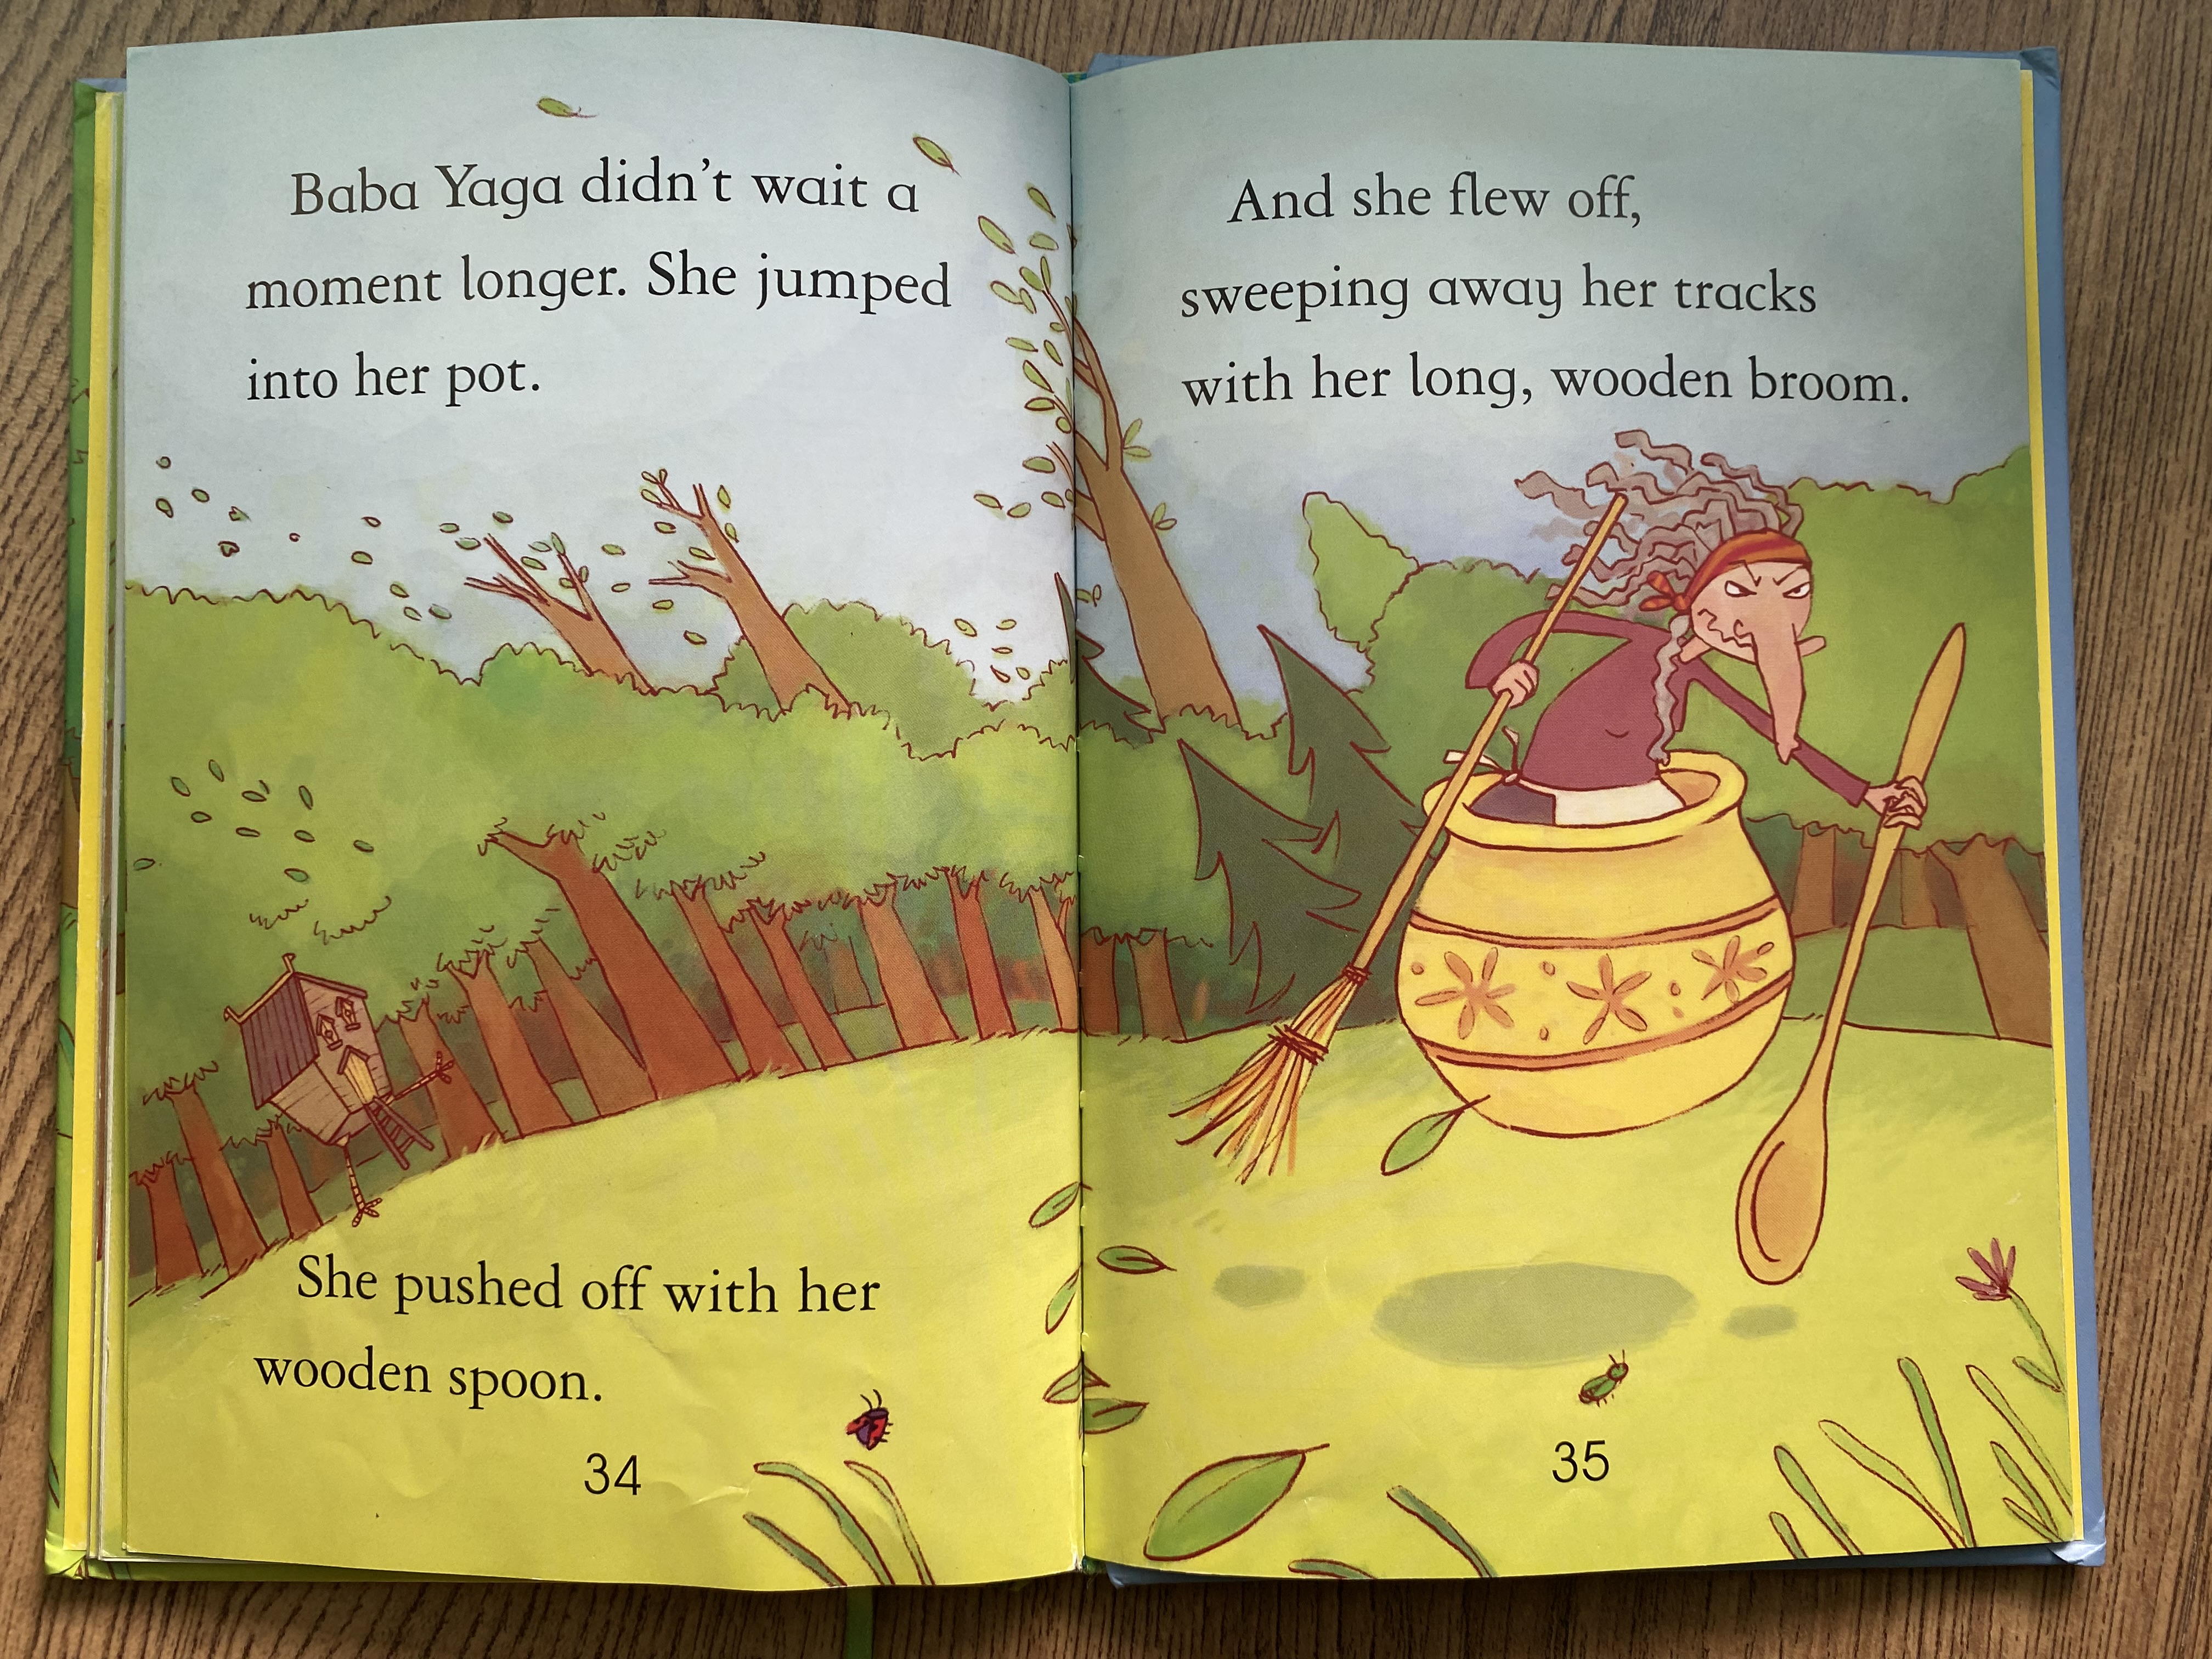 Baba Yaga didn't wait a
moment longer. She jumped
into her pot.
She pushed off with her
wooden spoon.
34
And she flew off,
sweeping away her tracks
with her long, wooden broom.
35